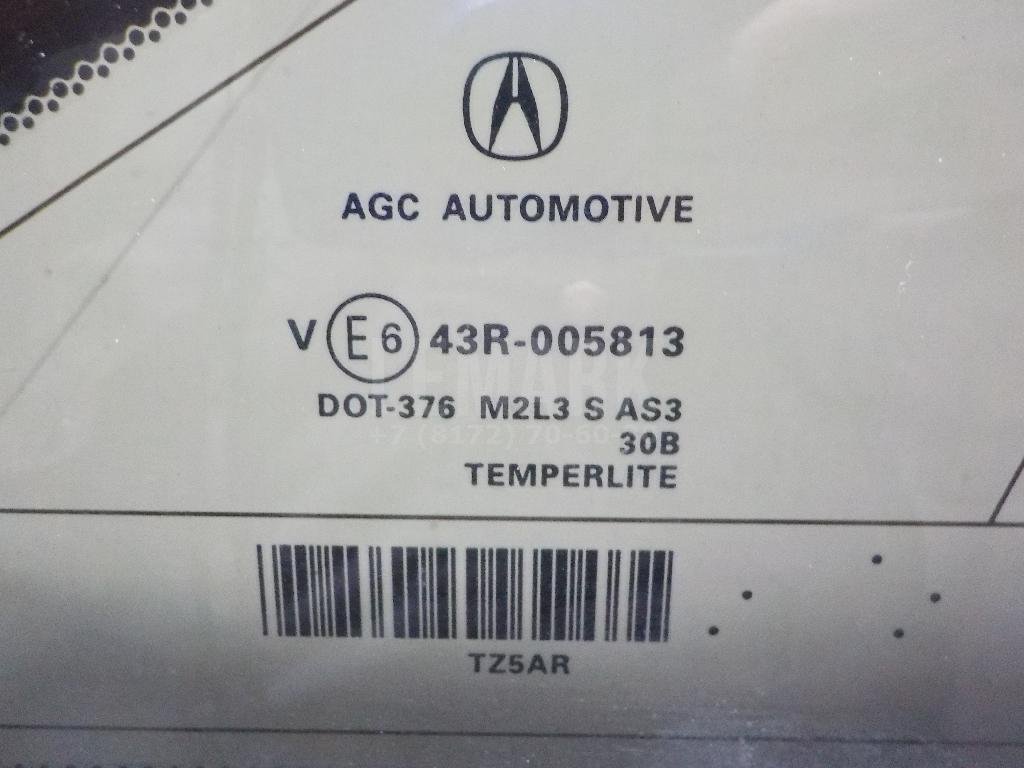 AGC AUTOMOTIVE
V E6 43R-005813
DOT-376 M2L3 S AS3
30B
TEMPERLITE
TZ5AR